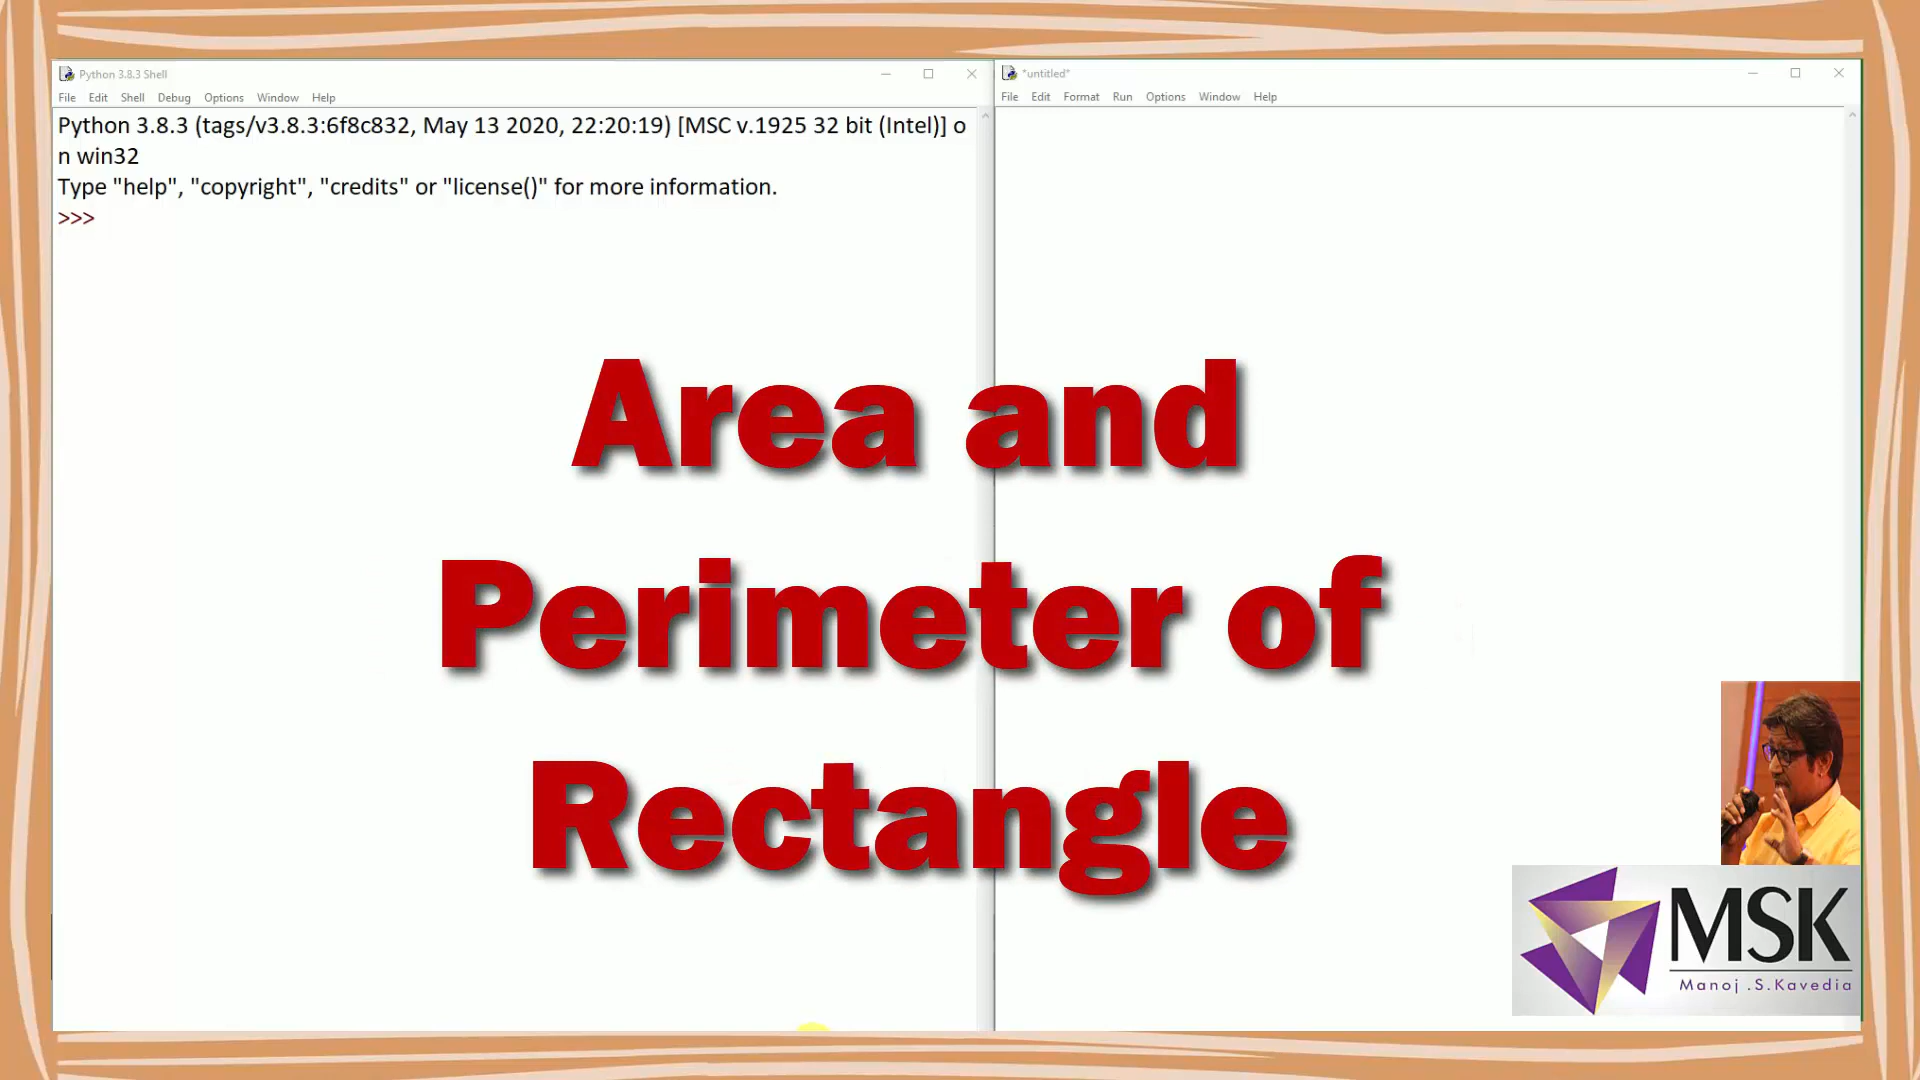 Python 3.8.3 Shell
File Edit Shell Debug Options Window Help
Python 3.8.3 (tags/v3.8.3:6f8c832, May 13 2020, 22:20:19) [MSC v.1925 32 bit (Intel)] o
n win32
Type "help", "copyright", "credits" or "license()" for more information.
>>>
*untitled*
File Edit Format Run Options Window Help
Area and
Perimeter of
Rectangle
MSK
Manoj .S.Kavedia